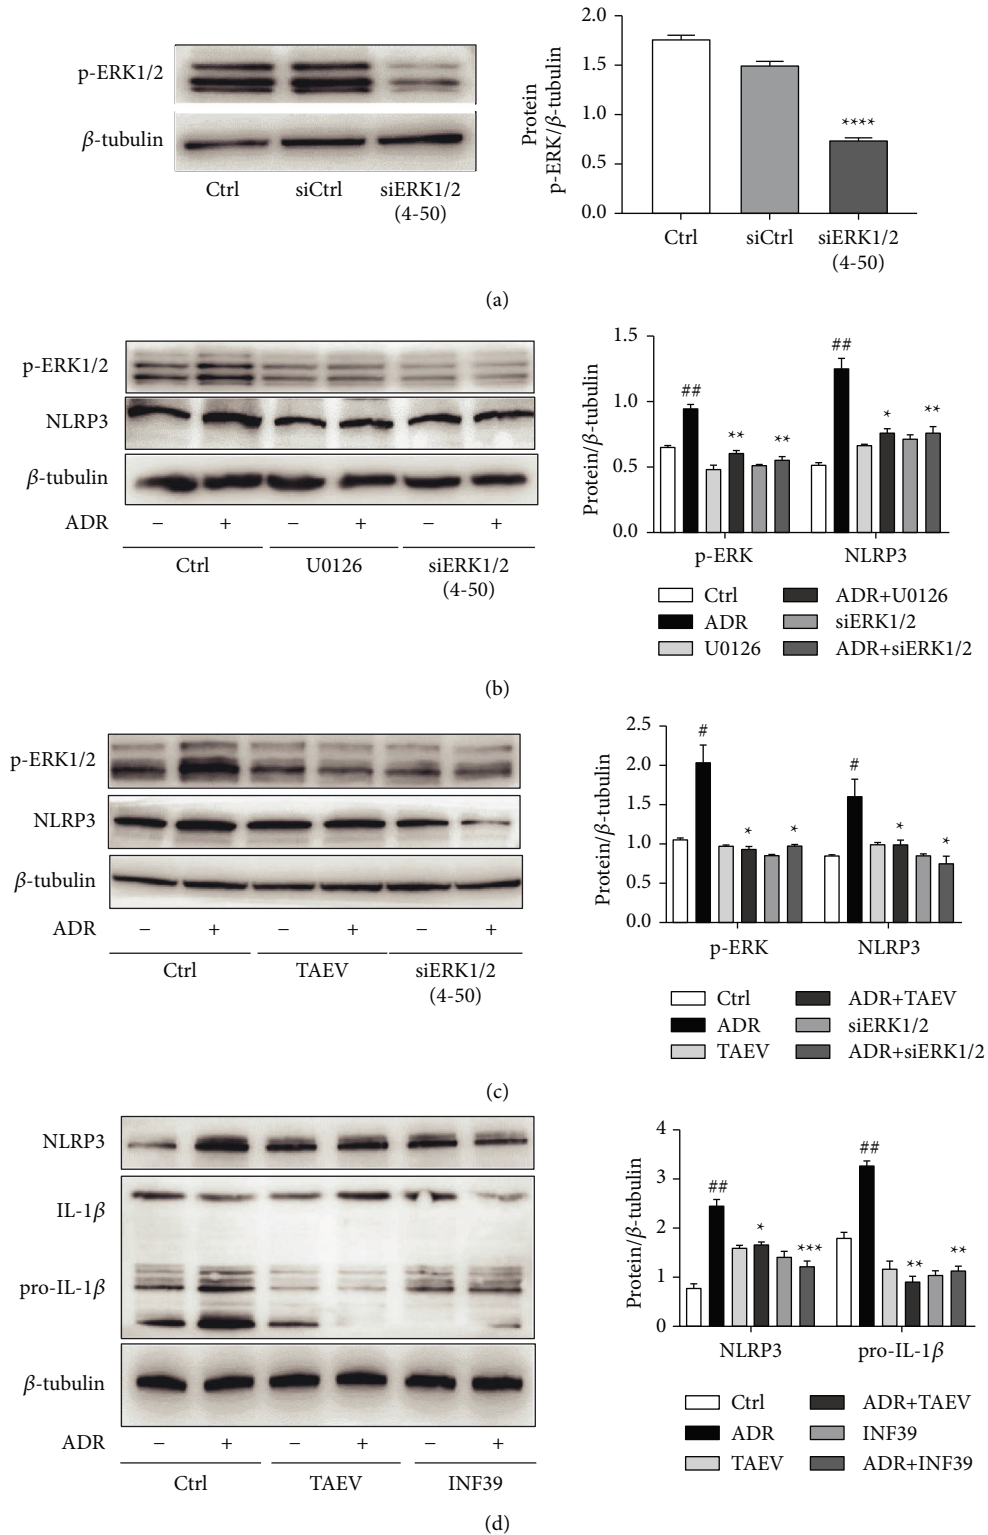 p-ERK1/2
β-tubulin
Ctrl siCtrl siERK1/2
(4-50)
Protein
p-ERK/β-tubulin
2.0
1.5
1.0
0.5
0.0
****
Ctrl siCtrl siERK1/2
(4-50)
(a)
p-ERK1/2
NLRP3
β-tubulin
ADR − + − + − +
Ctrl U0126 siERK1/2
(4-50)
Protein/β-tubulin
1.5
1.0
0.5
0.0
## ** ** ## * **
p-ERK NLRP3
Ctrl ADR+U0126
ADR siERK1/2
U0126 ADR+siERK1/2
(b)
p-ERK1/2
NLRP3
β-tubulin
ADR − + − + − +
Ctrl TAEV siERK1/2
(4-50)
Protein/β-tubulin
2.5
2.0
1.5
1.0
0.5
0.0
# * * # * *
p-ERK NLRP3
Ctrl ADR+TAEV
ADR siERK1/2
TAEV ADR+siERK1/2
(c)
NLRP3
IL-1β
pro-IL-1β
β-tubulin
ADR − + − + − +
Ctrl TAEV INF39
Protein/β-tubulin
4
3
2
1
0
## * *** ## ** **
NLRP3 pro-IL-1β
Ctrl ADR+TAEV
ADR INF39
TAEV ADR+INF39
(d)